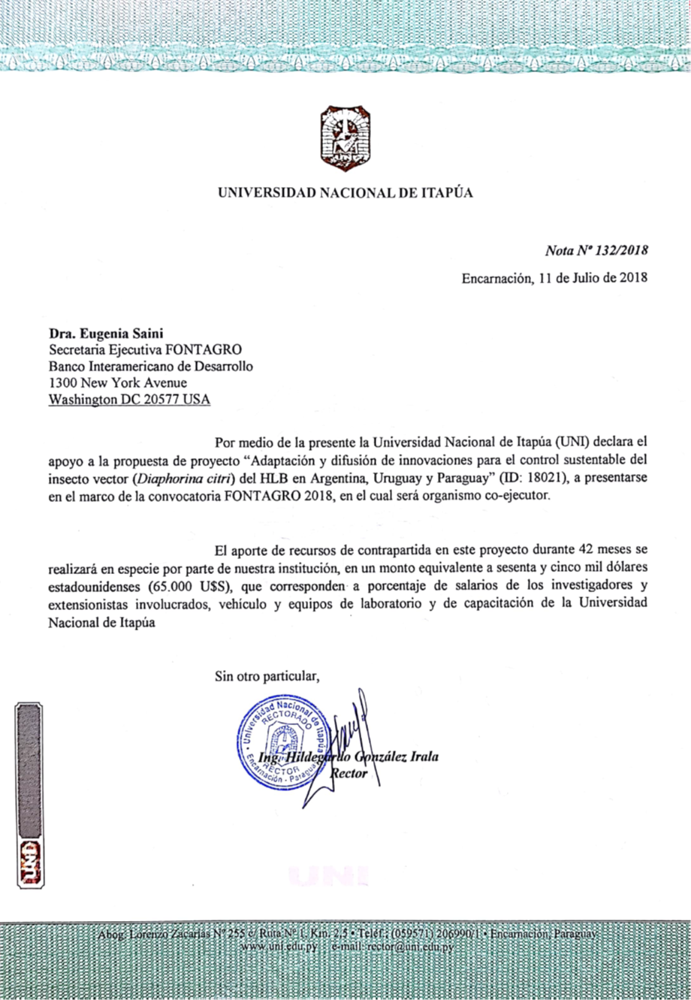 UNI
UNIVERSIDAD NACIONAL DE ITAPÚA
Nota Nº 132/2018
Encarnación, 11 de Julio de 2018
Dra. Eugenia Saini
Secretaria Ejecutiva FONTAGRO
Banco Interamericano de Desarrollo
1300 New York Avenue
Washington DC 20577 USA
Por medio de la presente la Universidad Nacional de Itapúa (UNI) declara el
apoyo a la propuesta de proyecto “Adaptación y difusión de innovaciones para el control sustentable del
insecto vector (Diaphorina citri) del HLB en Argentina, Uruguay y Paraguay” (ID: 18021), a presentarse
en el marco de la convocatoria FONTAGRO 2018, en el cual será organismo co-ejecutor.
El aporte de recursos de contrapartida en este proyecto durante 42 meses se
realizará en especie por parte de nuestra institución, en un monto equivalente a sesenta y cinco mil dólares
estadounidenses (65.000 U$S), que corresponden a porcentaje de salarios de los investigadores y
extensionistas involucrados, vehículo y equipos de laboratorio y de capacitación de la Universidad
Nacional de Itapúa
Sin otro particular,
Universidad Nacional de Itapúa
RECTORADO
RECTOR
Encarnación - Paraguay
Ing. Hildegardo González Irala
Rector
UNI
UNI
Abog. Lorenzo Zacarías Nº 255 c/ Ruta Nº 1, Km. 2,5 • Teléf.: (059571) 206990/1 • Encarnación, Paraguay
www.uni.edu.py e-mail: rector@uni.edu.py